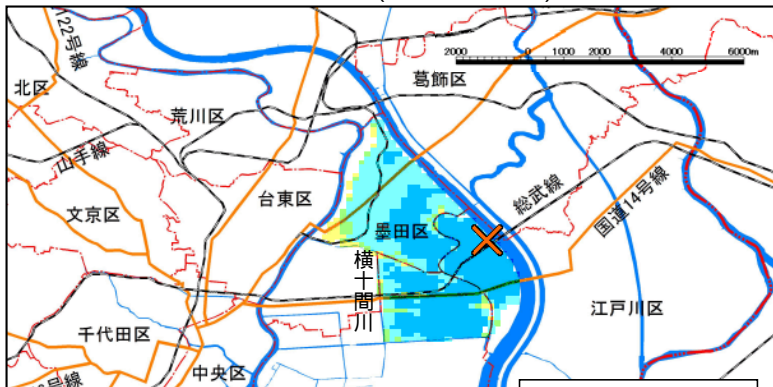 122号線
2000 0 1000 2000 4000 6000m
葛飾区
北区
荒川区
山手線
台東区
総武線
文京区
国道14号線
墨田区
横十間川
江戸川区
千代田区
中央区
号線